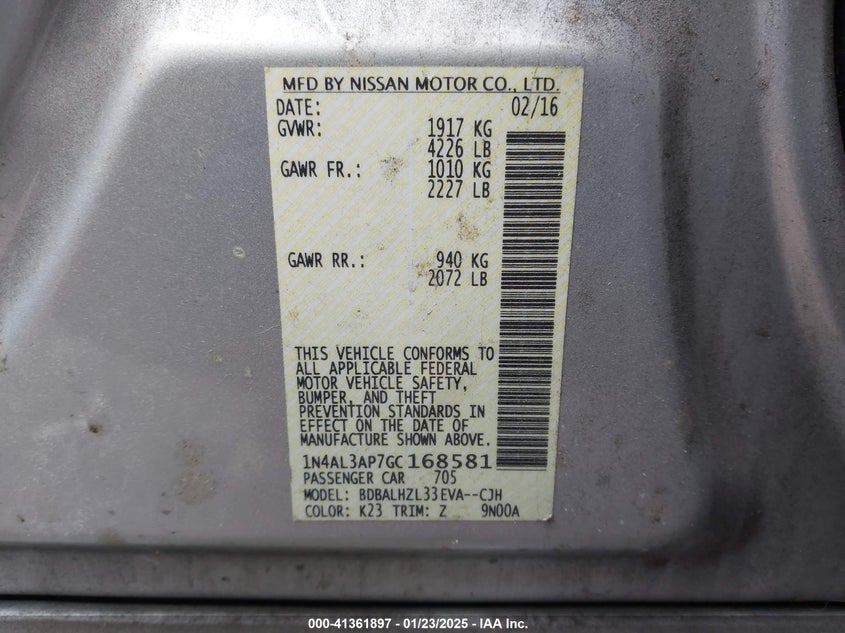 MFD BY NISSAN MOTOR CO., LTD.
DATE: 02/16
GVWR: 1917 KG
4226 LB
GAWR FR.: 1010 KG
2227 LB
GAWR RR.: 940 KG
2072 LB
THIS VEHICLE CONFORMS TO
ALL APPLICABLE FEDERAL
MOTOR VEHICLE SAFETY,
BUMPER, AND THEFT
PREVENTION STANDARDS IN
EFFECT ON THE DATE OF
MANUFACTURE SHOWN ABOVE.
1N4AL3AP7GC168581
PASSENGER CAR 705
MODEL: BDBALHZL33EVA--CJH
COLOR: K23 TRIM: Z 9N00A
000-41361897 - 01/23/2025 - IAA Inc.